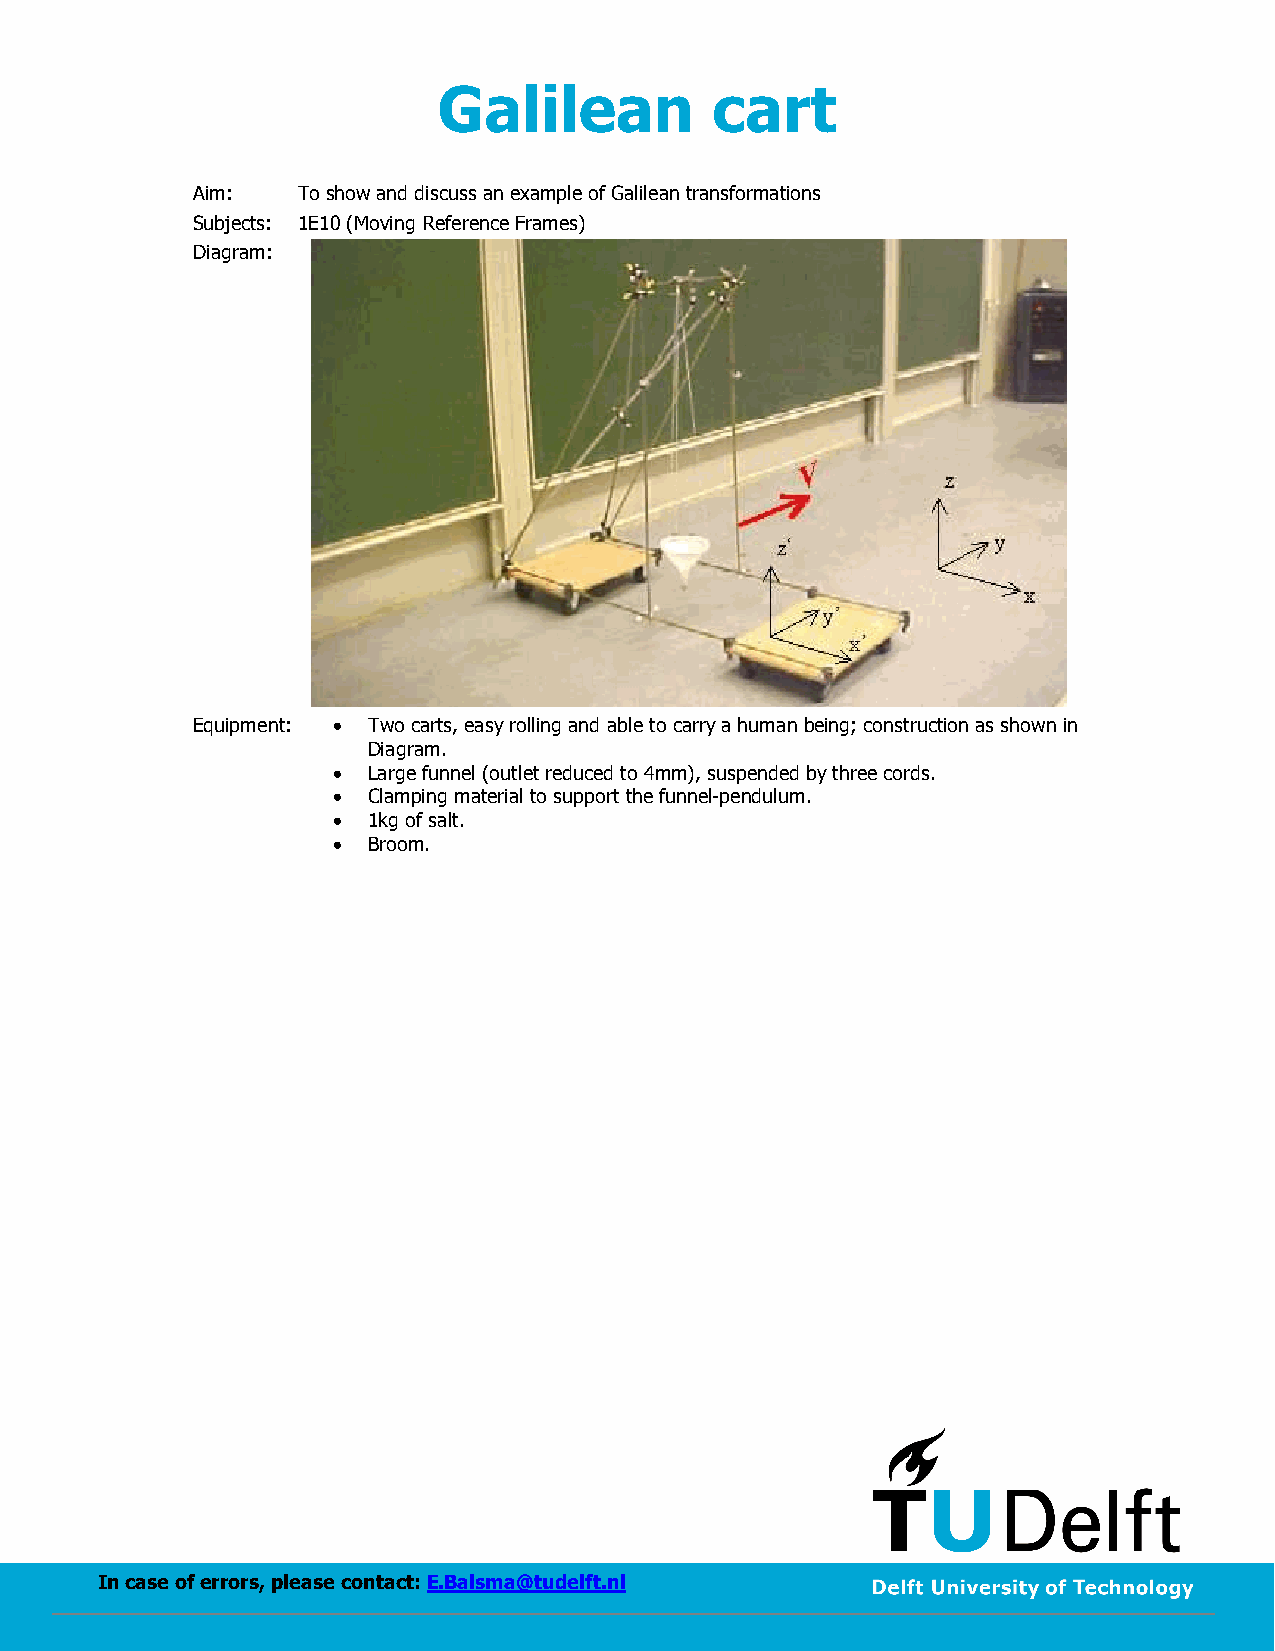 Galilean cart
Aim: To show and discuss an example of Galilean transformations
Subjects: 1E10 (Moving Reference Frames)
Diagram:
V
z
y
x
z‘
y’
x’
Equipment: • Two carts, easy rolling and able to carry a human being; construction as shown in
Diagram.
• Large funnel (outlet reduced to 4mm), suspended by three cords.
• Clamping material to support the funnel-pendulum.
• 1kg of salt.
• Broom.
TUDelft
In case of errors, please contact: E.Balsma@tudelft.nl
Delft University of Technology